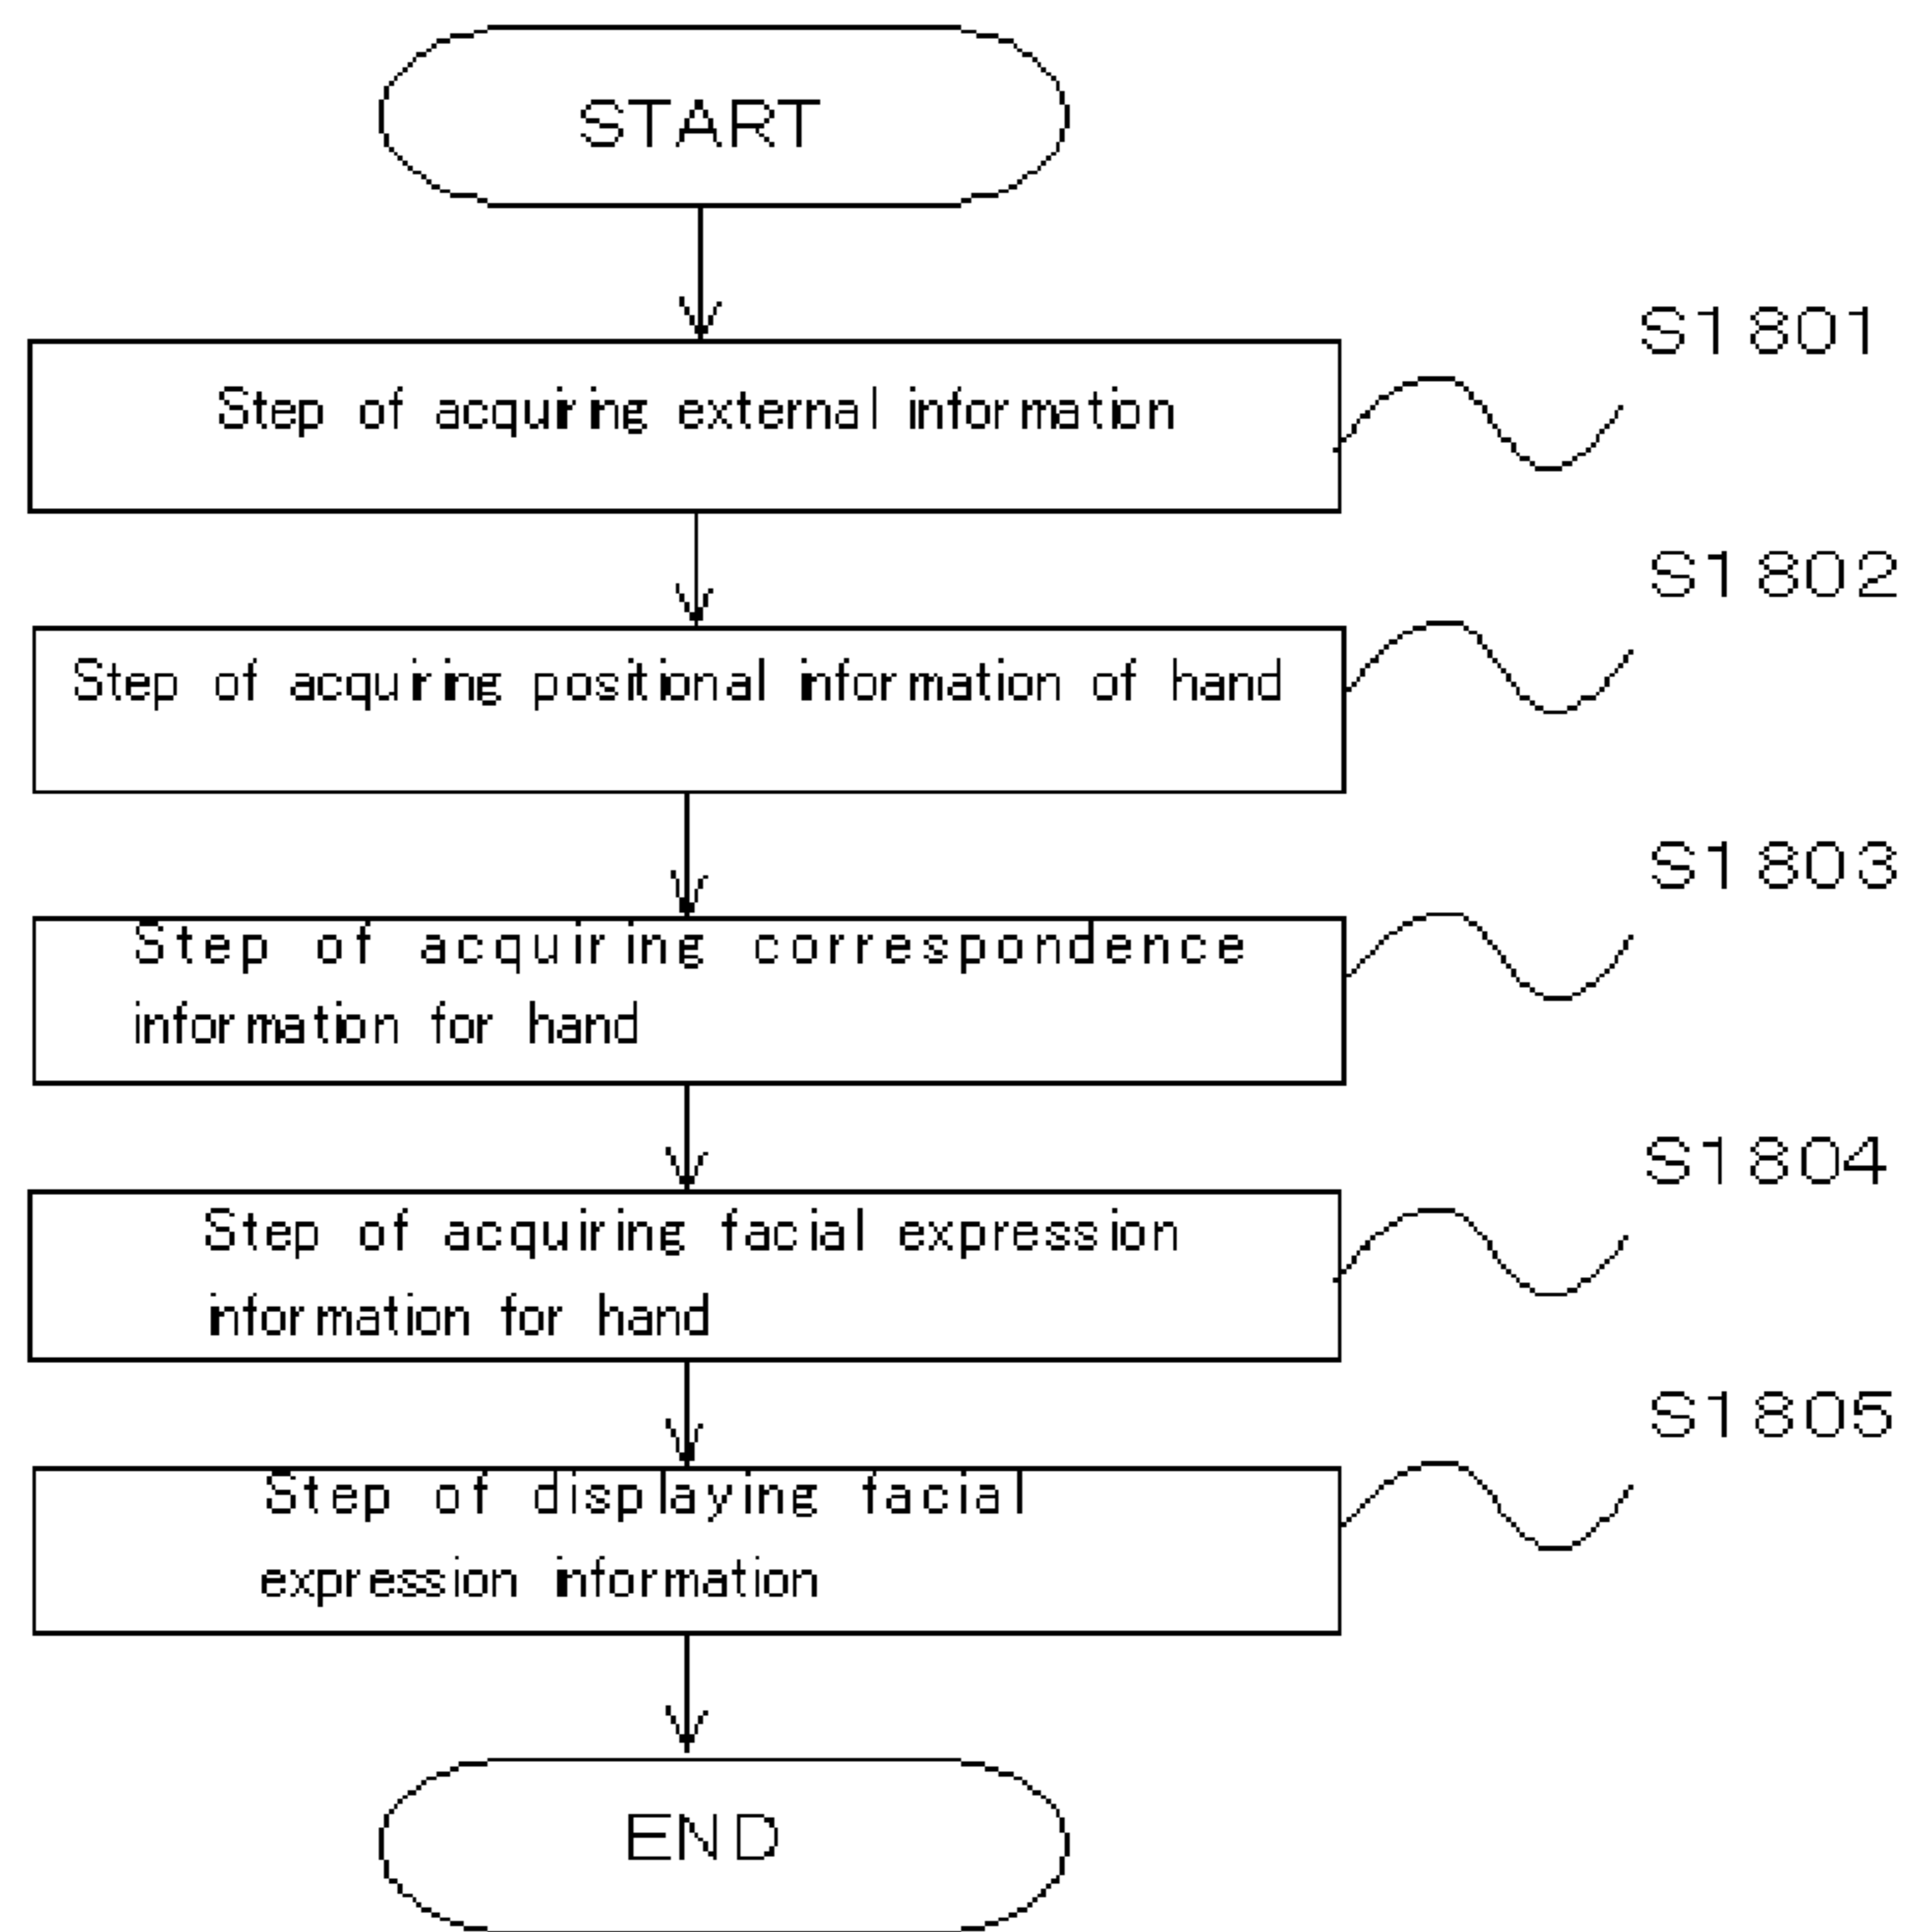 START
S1801
Step of acquiring external information
S1802
Step of acquiring positional information of hand
S1803
Step of acquiring correspondence
information for hand
S1804
Step of acquiring facial expression
information for hand
S1805
Step of displaying facial
expression information
END